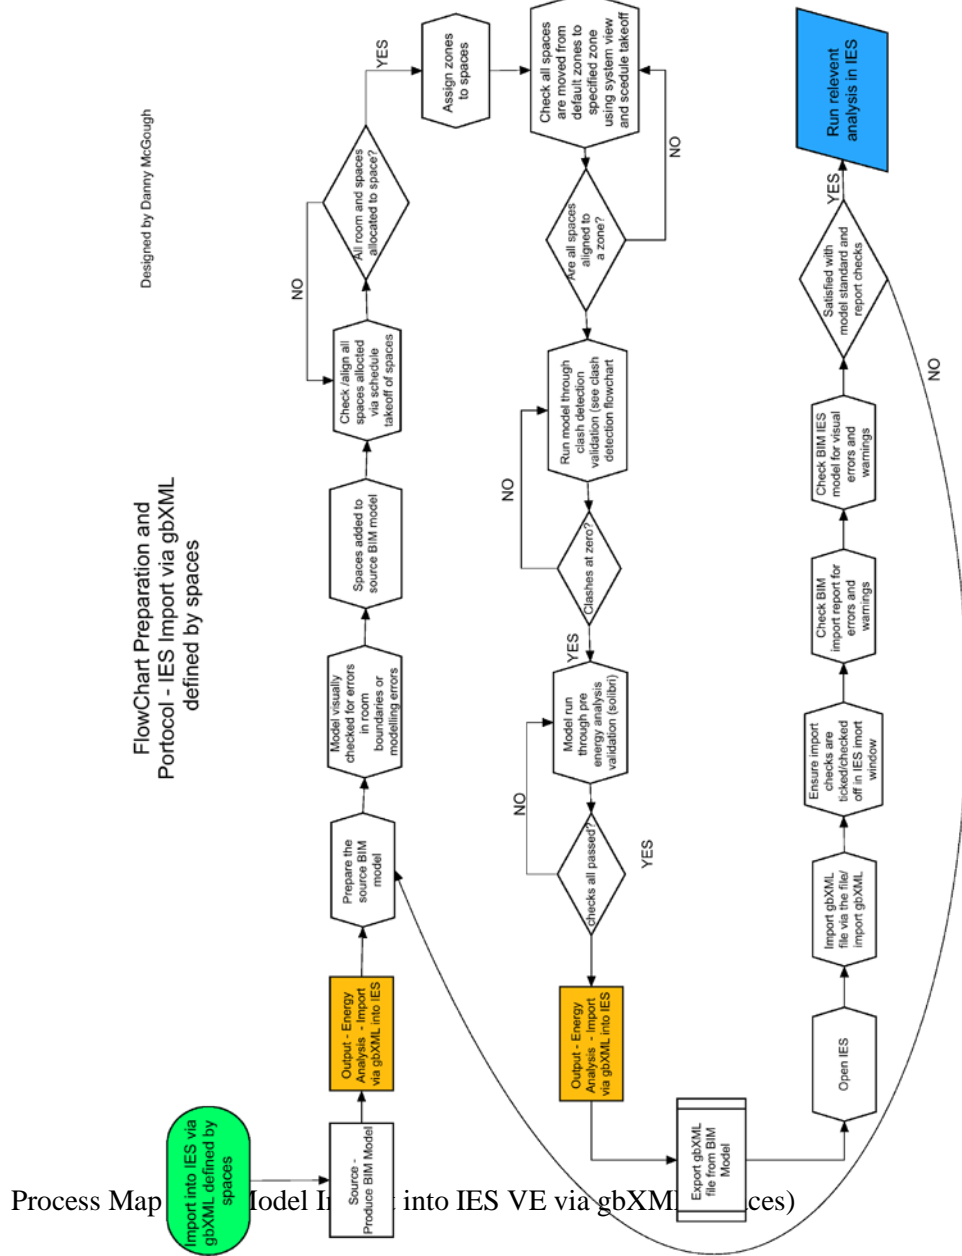 FlowChart Preparation and
Portocol - IES Import via gbXML
defined by spaces
Designed by Danny McGough
Import into IES via
gbXML defined by
spaces
Source -
Produce BIM Model
Output - Energy
Analysis - Import
via gbXML into IES
Prepare the
source BIM
model
Model visually
checked for errors
in room
boundaries or
modelling errors
Spaces added to
source BIM model
Check /align all
spaces allocted
via schedule
takeoff of spaces
NO
All room and spaces
allocated to space?
YES
Assign zones
to spaces
Check all spaces
are moved from
default zones to
specified zone
using system view
and scedule takeoff
NO
Are all spaces
aligned to
a zone?
Run model through
clash detection
validation (see clash
detection flowchart
NO
Clashes at zero?
YES
Model run
through pre
energy analysis
validation (solibri)
NO
checks all passed?
YES
Output - Energy
Analysis - Import
via gbXML into IES
Export gbXML
file from BIM
Model
Open IES
Import gbXML
file via the file/
import gbXML
Ensure import
checks are
ticked/checked
off in IES imort
window
Check BIM
import report for
errors and
warnings
Check BIM IES
model for visual
errors and
warnings
Satisfied with
model standard and
report checks
YES
NO
Run relevent
analysis in IES
Process Map Model into IES VE via